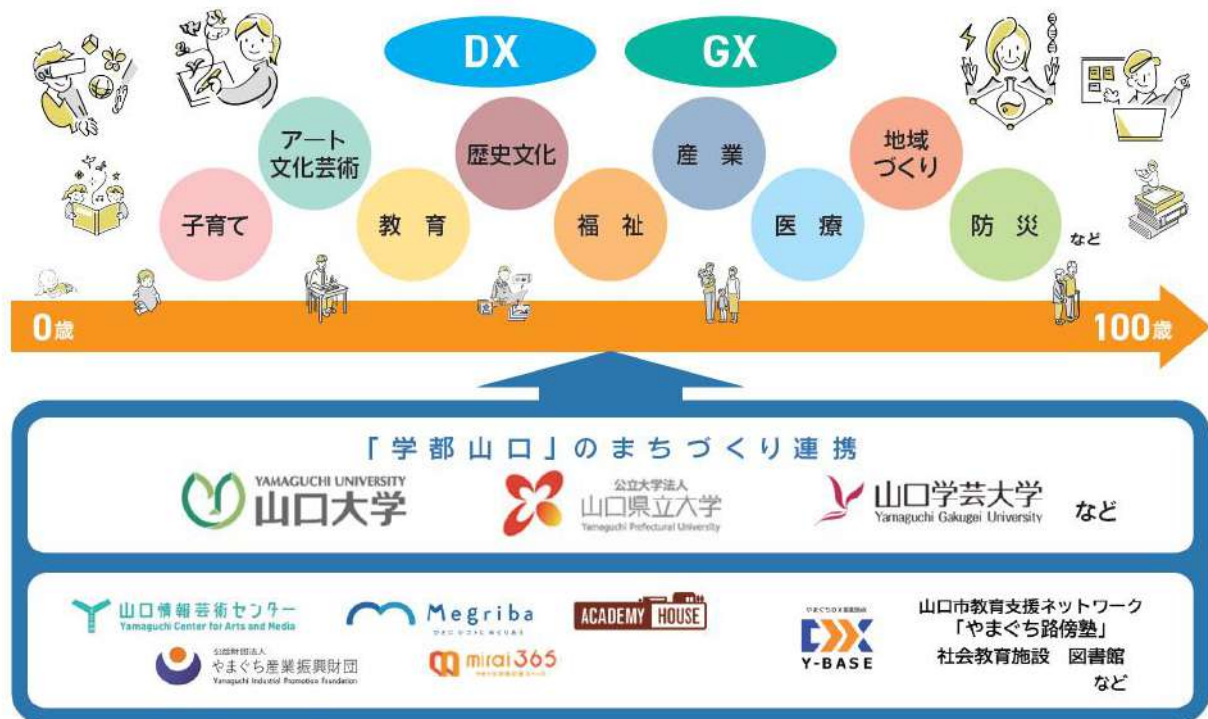 DX
GX
アート
文化芸術
歴史文化
産 業
地域
づくり
子育て
教 育
福 祉
医 療
防 災
など
0歳
100歳
「学都山口」のまちづくり連携
YAMAGUCHI UNIVERSITY
山口大学
公立大学法人
山口県立大学
Yamaguchi Prefectural University
山口学芸大学
Yamaguchi Gakugei University
など
山口情報芸術センター
Yamaguchi Center for Arts and Media
Megriba
ACADEMY HOUSE
公益財団法人
やまぐち産業振興財団
Yamaguchi Industrial Promotion Foundation
mirai365
Y-BASE
山口市教育支援ネットワーク
「やまぐち路傍塾」
社会教育施設 図書館
など